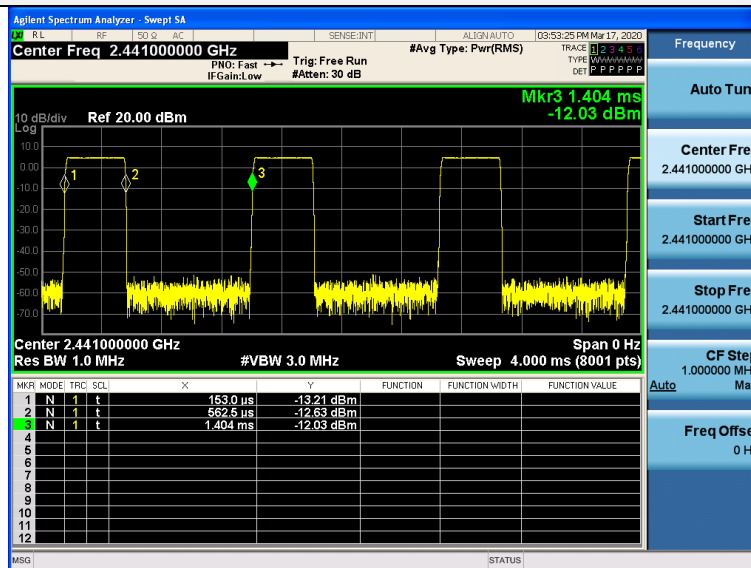 Agilent Spectrum Analyzer - Swept SA
LXI RL RF 50 Ω AC SENSE:INT ALIGN AUTO 03:53:25 PM Mar 17, 2020
Center Freq 2.441000000 GHz
PNO: Fast Trig: Free Run
IFGain:Low #Atten: 30 dB
#Avg Type: Pwr(RMS)
TRACE 1 2 3 4 5 6
TYPE W
DET P P P P P P
Mkr3 1.404 ms
-12.03 dBm
10 dB/div Ref 20.00 dBm
Log
10.0
0.00
-10.0
-20.0
-30.0
-40.0
-50.0
-60.0
-70.0
1
2
3
Center 2.441000000 GHz Span 0 Hz
Res BW 1.0 MHz #VBW 3.0 MHz Sweep 4.000 ms (8001 pts)
MKR MODE TRC SCL X Y FUNCTION FUNCTION WIDTH FUNCTION VALUE
1 N 1 t 153.0 µs -13.21 dBm
2 N 1 t 562.5 µs -12.63 dBm
3 N 1 t 1.404 ms -12.03 dBm
4
5
6
7
8
9
10
11
12
MSG STATUS
Frequency
Auto Tun
Center Fre
2.441000000 GH
Start Fre
2.441000000 GH
Stop Fre
2.441000000 GH
CF Step
1.000000 MH
Auto Ma
Freq Offse
0 H